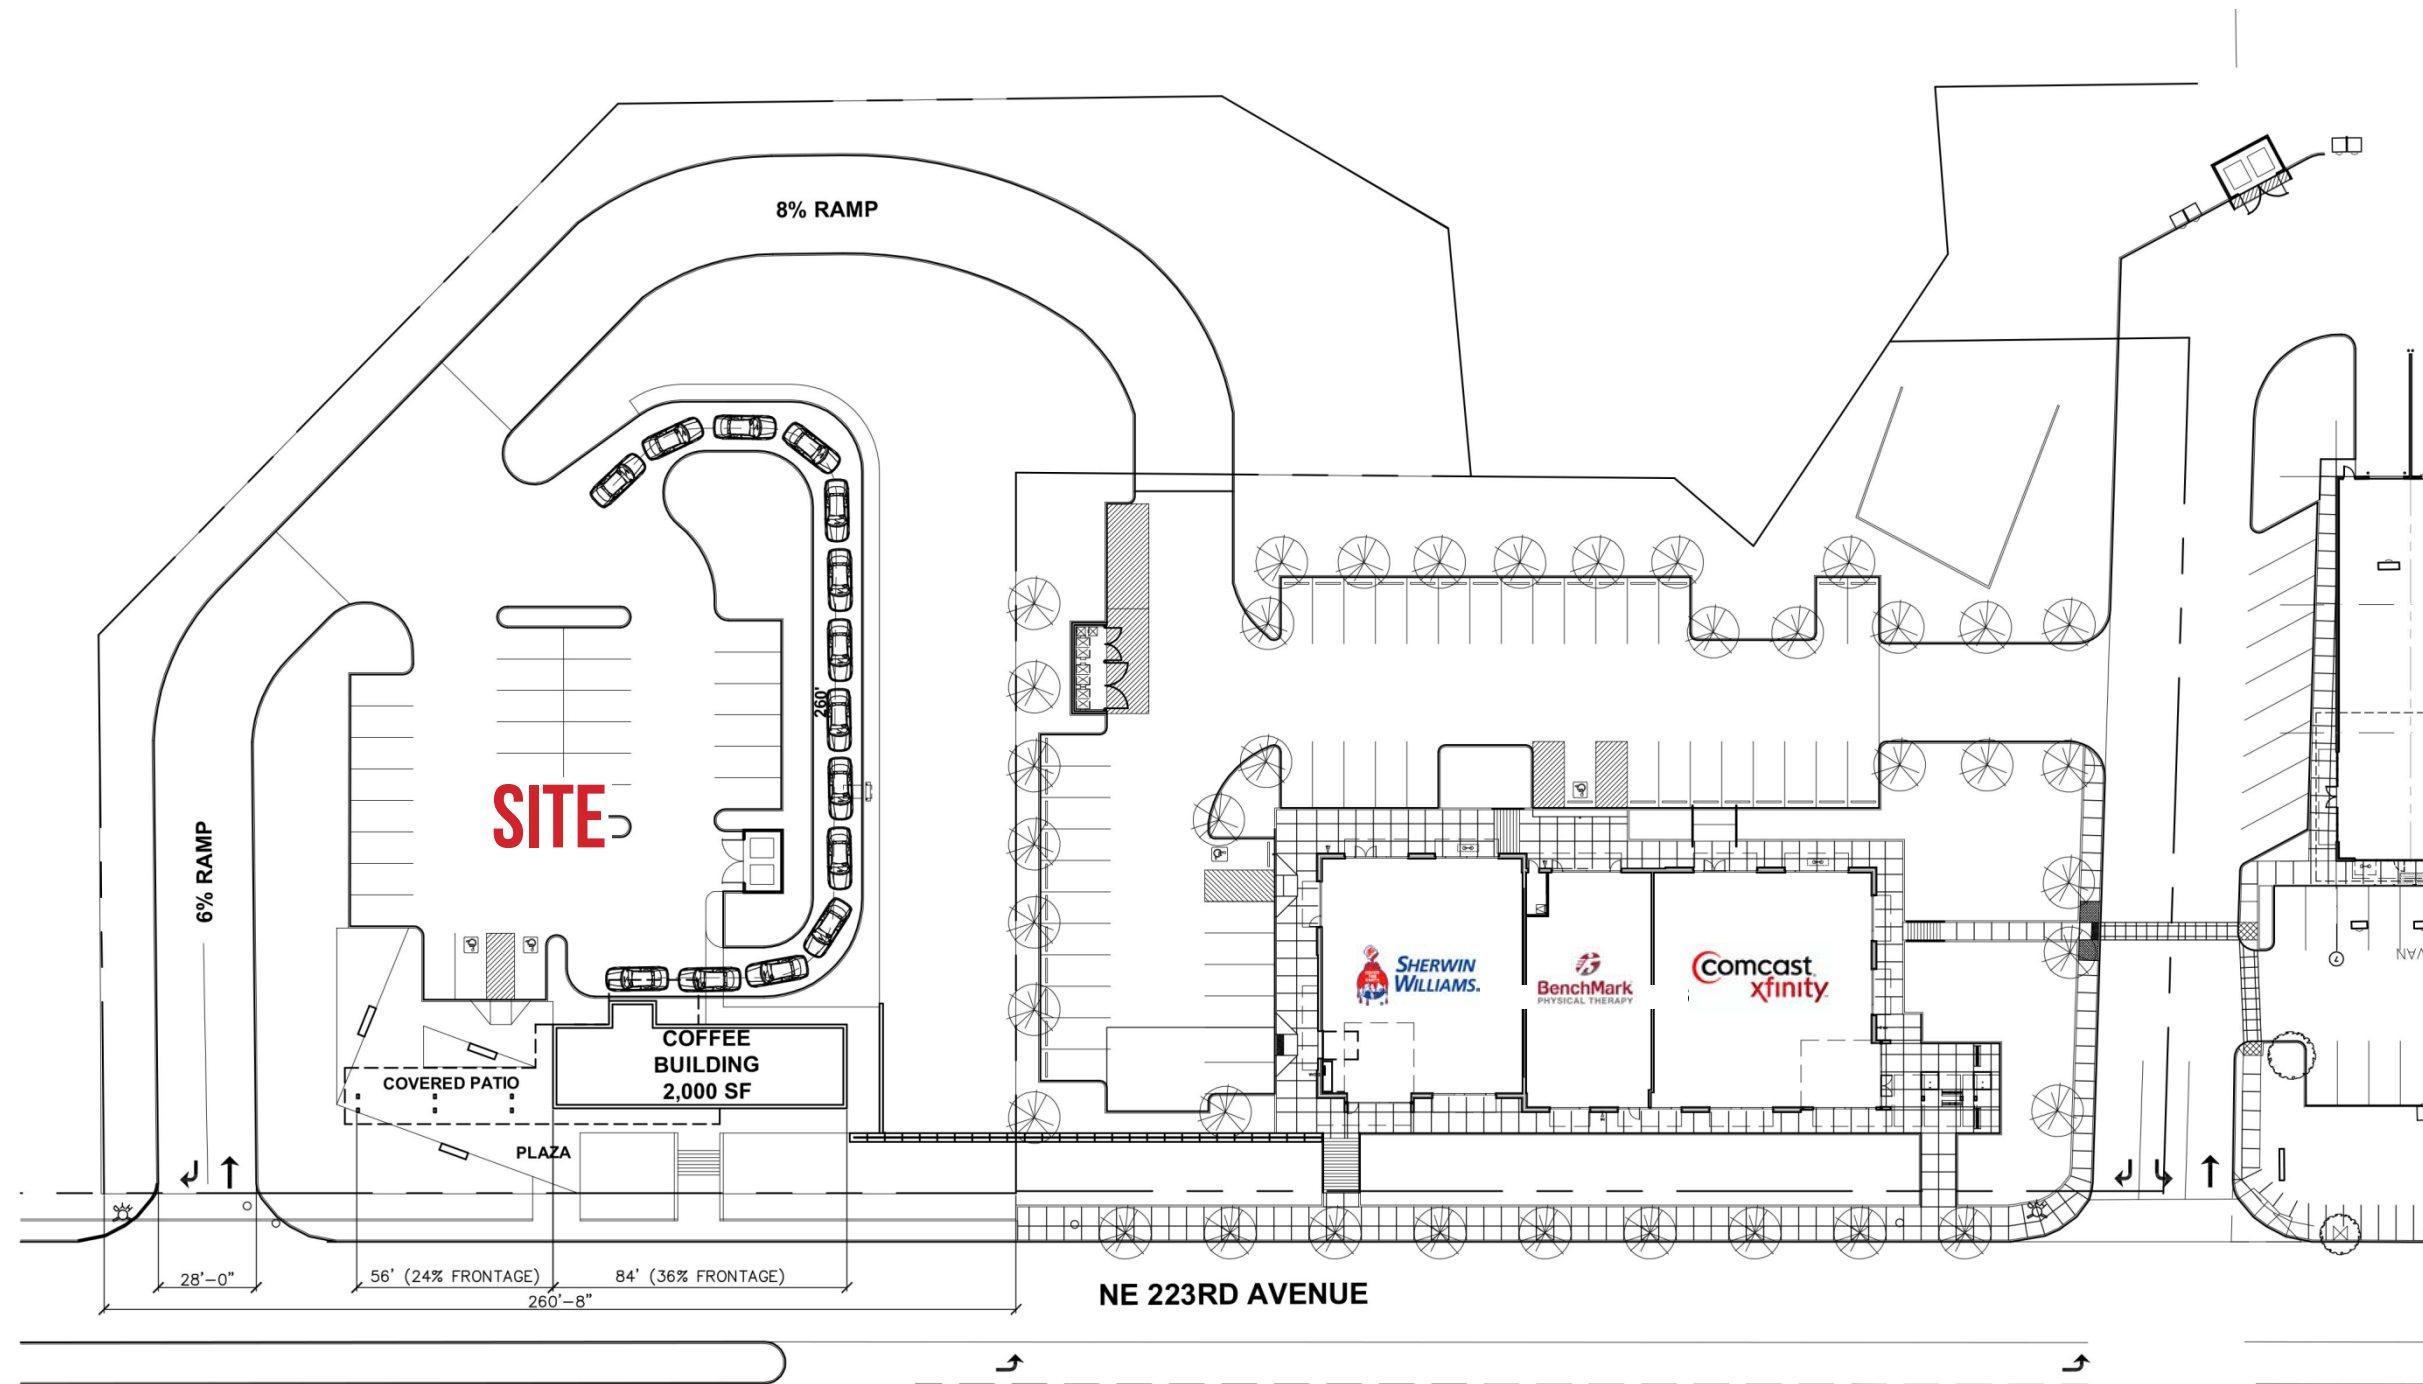 8% RAMP
260'
SITE
6% RAMP
SHERWIN
WILLIAMS.
BenchMark
PHYSICAL THERAPY
comcast
xfinity
COFFEE
BUILDING
2,000 SF
COVERED PATIO
PLAZA
VAN
28'-0"
56' (24% FRONTAGE)
84' (36% FRONTAGE)
260'-8"
NE 223RD AVENUE